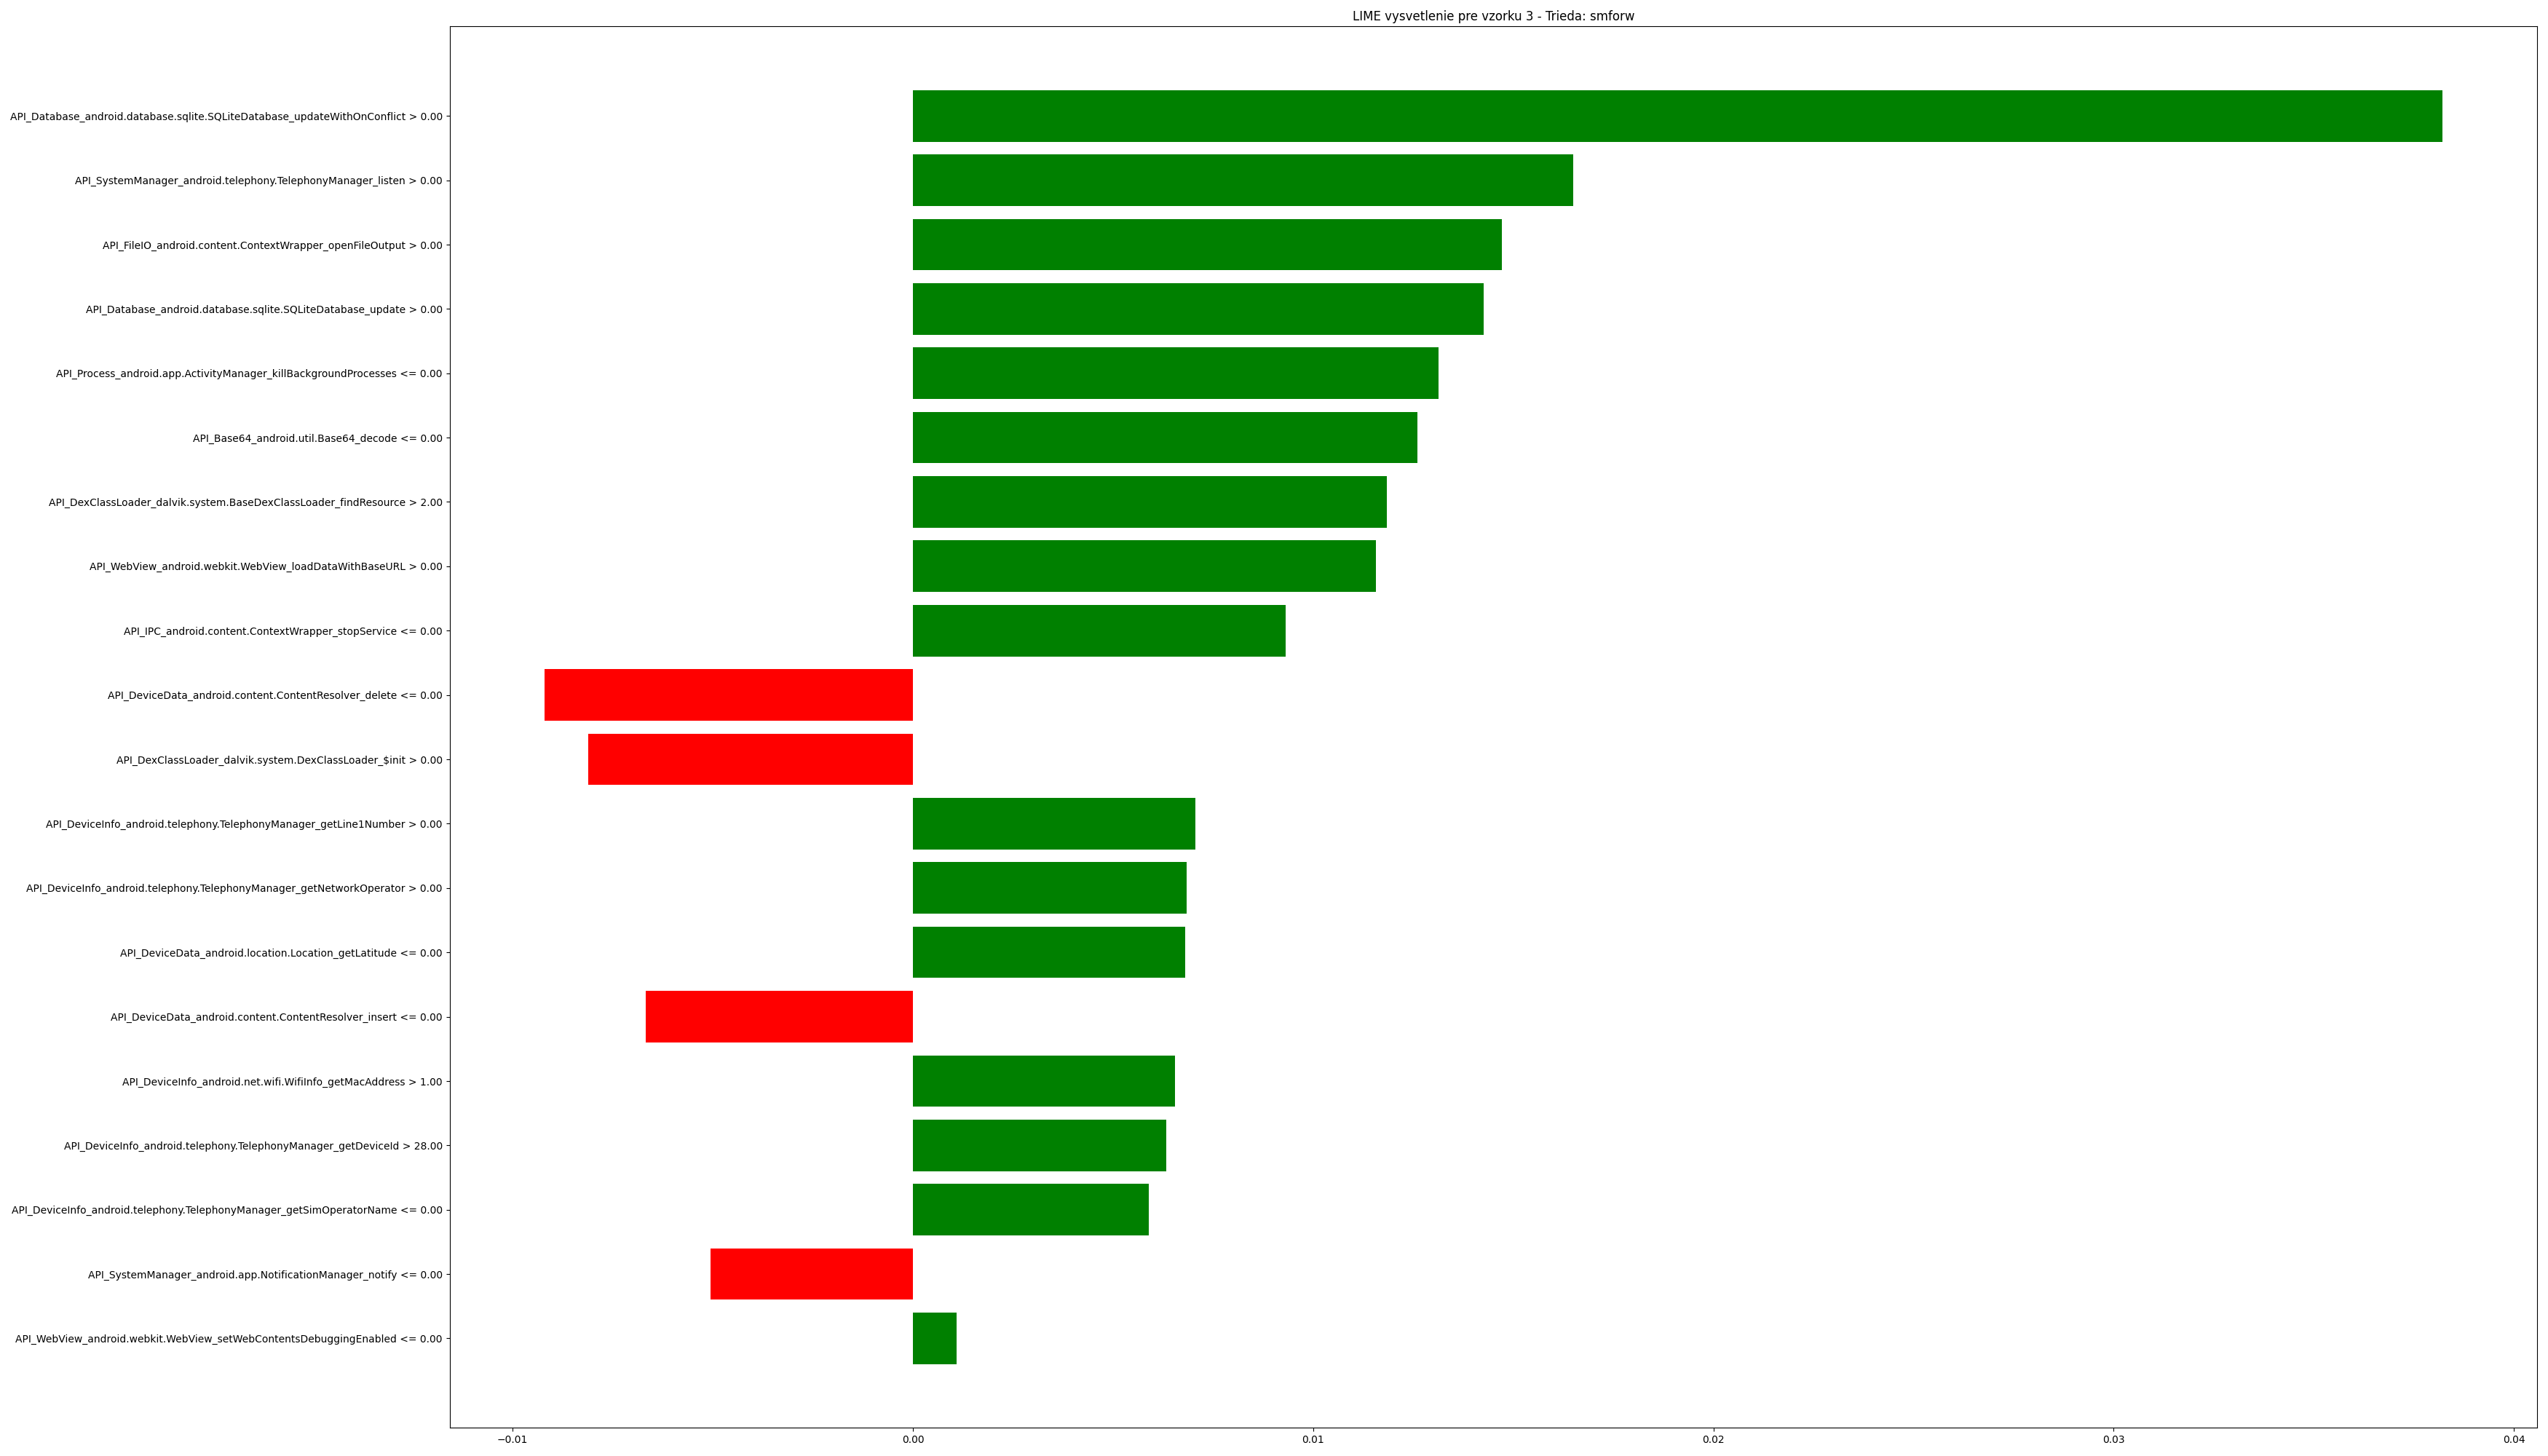 LIME vysvetlenie pre vzorku 3 - Trieda: smforw
API_Database_android.database.sqlite.SQLiteDatabase_updateWithOnConflict > 0.00
API_SystemManager_android.telephony.TelephonyManager_listen > 0.00
API_FileIO_android.content.ContextWrapper_openFileOutput > 0.00
API_Database_android.database.sqlite.SQLiteDatabase_update > 0.00
API_Process_android.app.ActivityManager_killBackgroundProcesses <= 0.00
API_Base64_android.util.Base64_decode <= 0.00
API_DexClassLoader_dalvik.system.BaseDexClassLoader_findResource > 2.00
API_WebView_android.webkit.WebView_loadDataWithBaseURL > 0.00
API_IPC_android.content.ContextWrapper_stopService <= 0.00
API_DeviceData_android.content.ContentResolver_delete <= 0.00
API_DexClassLoader_dalvik.system.DexClassLoader_$init > 0.00
API_DeviceInfo_android.telephony.TelephonyManager_getLine1Number > 0.00
API_DeviceInfo_android.telephony.TelephonyManager_getNetworkOperator > 0.00
API_DeviceData_android.location.Location_getLatitude <= 0.00
API_DeviceData_android.content.ContentResolver_insert <= 0.00
API_DeviceInfo_android.net.wifi.WifiInfo_getMacAddress > 1.00
API_DeviceInfo_android.telephony.TelephonyManager_getDeviceId > 28.00
API_DeviceInfo_android.telephony.TelephonyManager_getSimOperatorName <= 0.00
API_SystemManager_android.app.NotificationManager_notify <= 0.00
API_WebView_android.webkit.WebView_setWebContentsDebuggingEnabled <= 0.00
−0.01 0.00 0.01 0.02 0.03 0.04